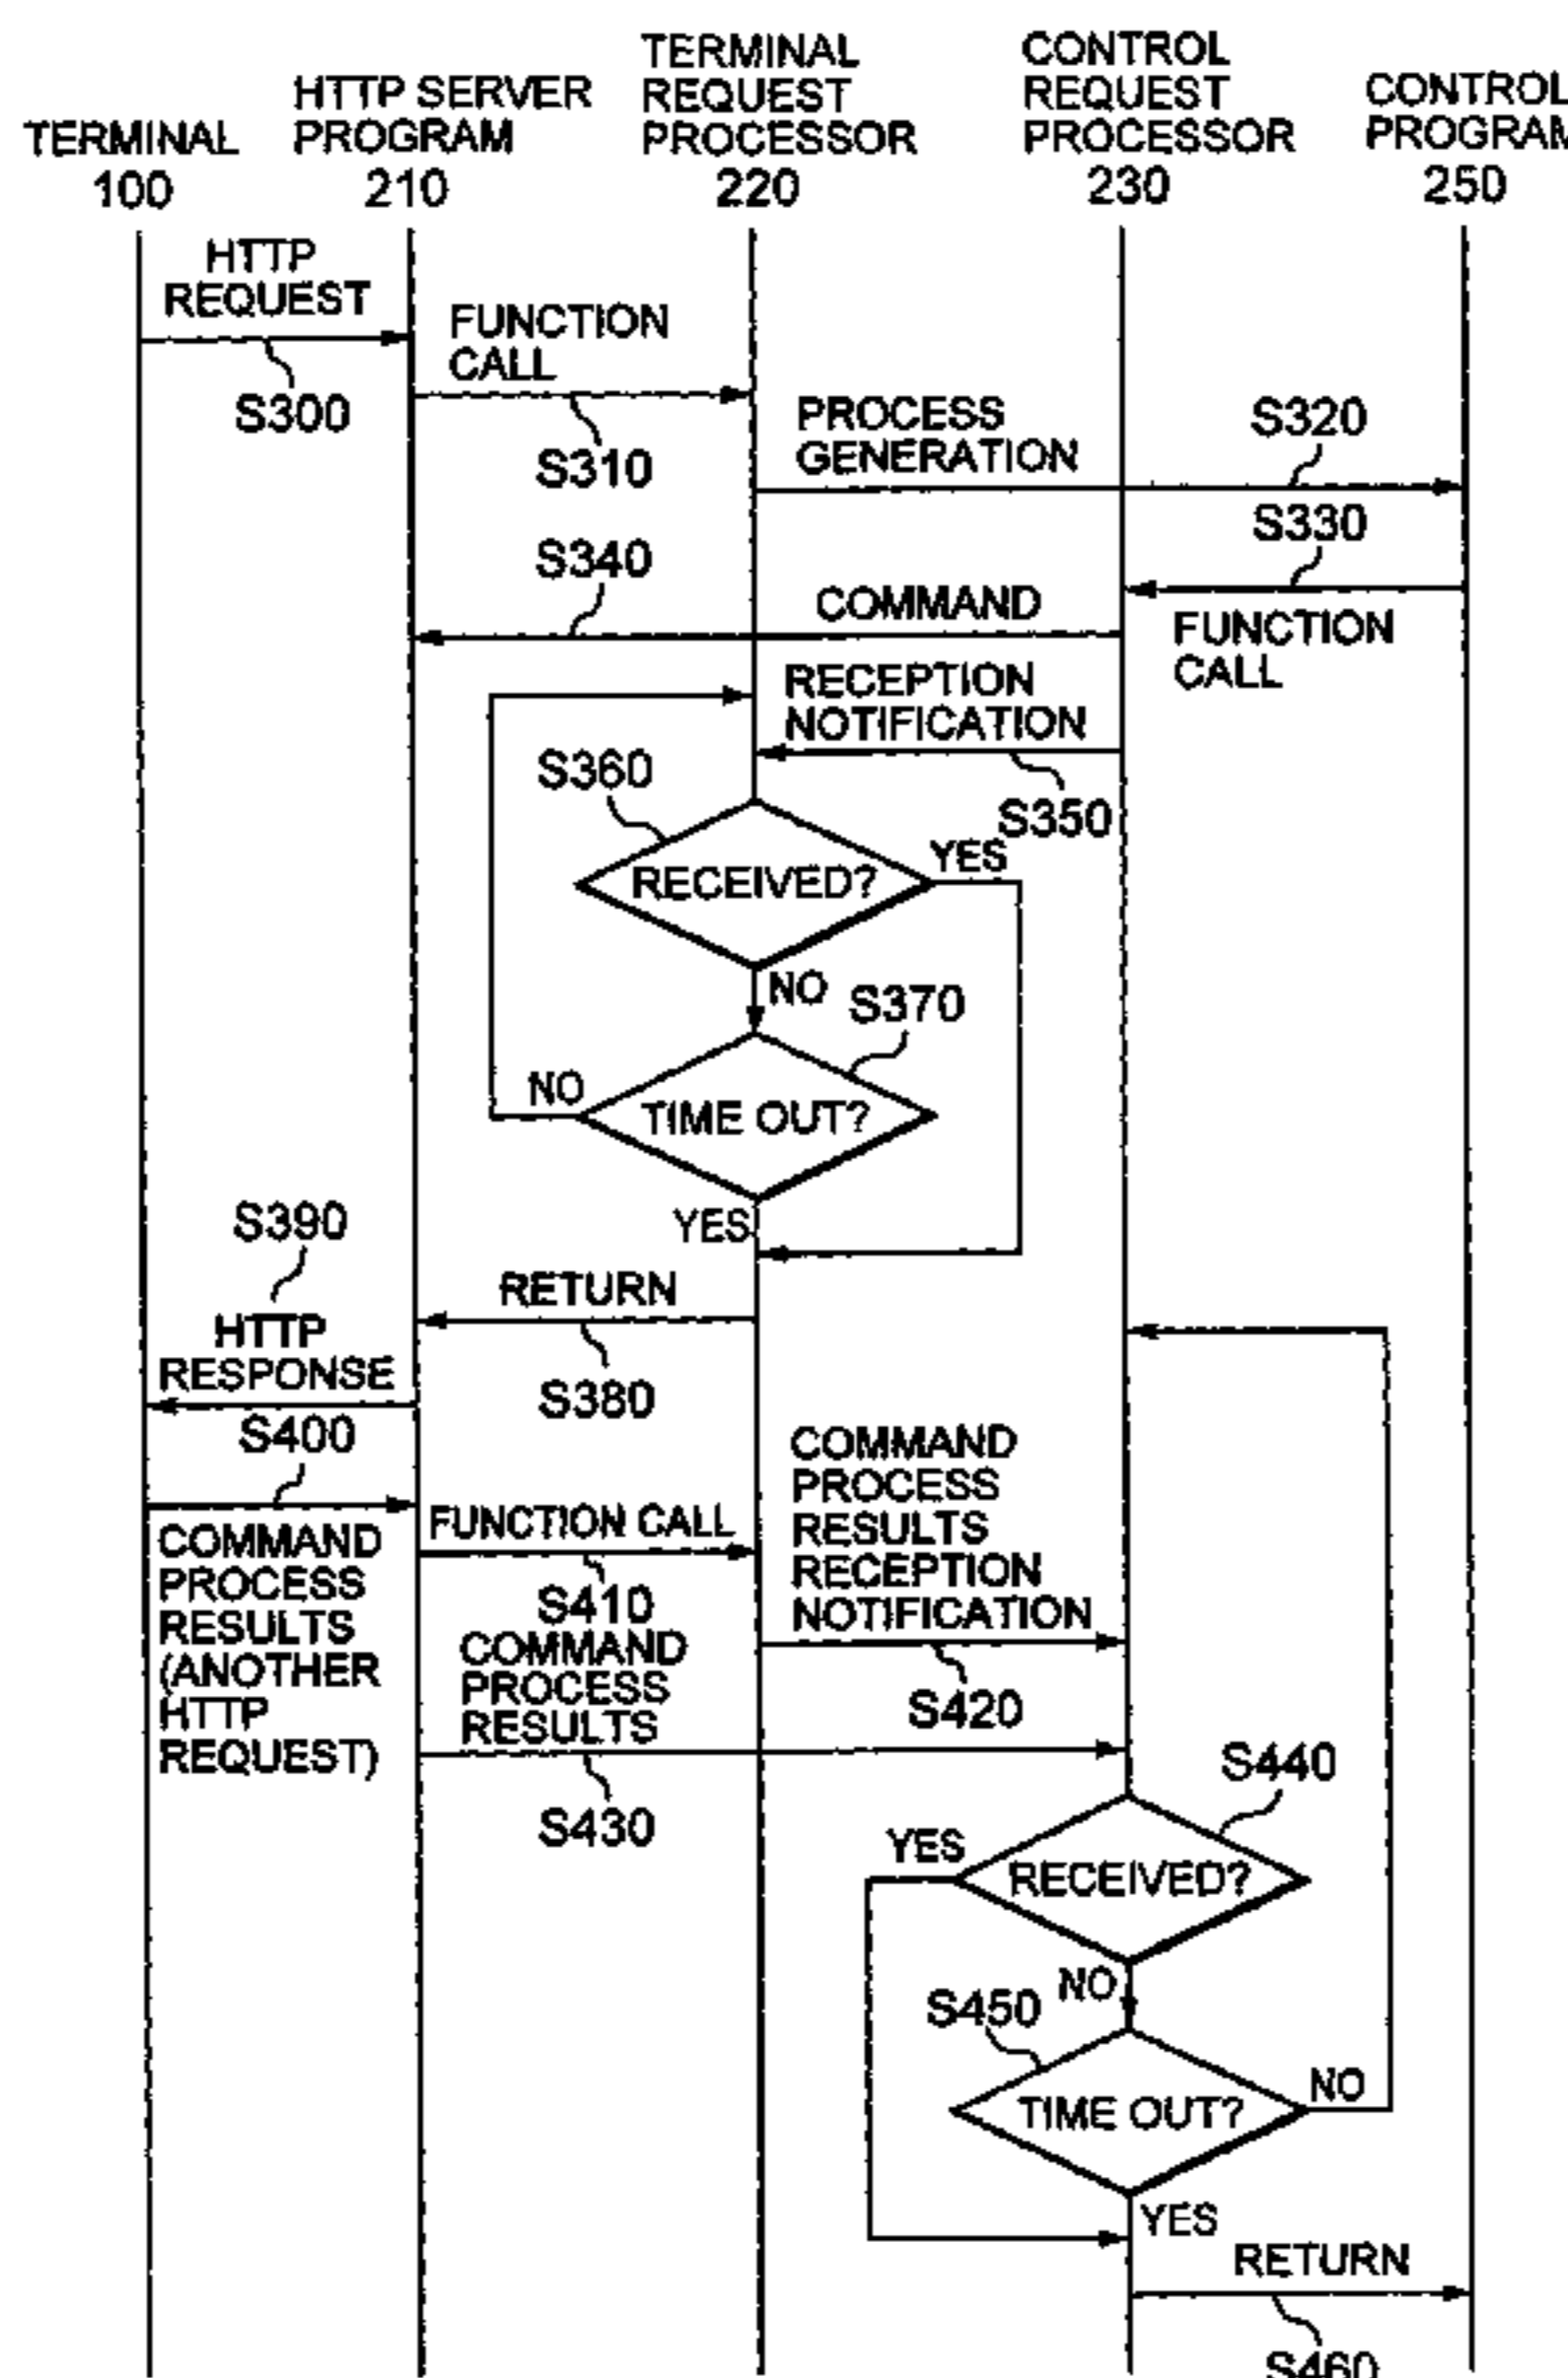 TERMINAL
100
HTTP SERVER
PROGRAM
210
TERMINAL
REQUEST
PROCESSOR
220
CONTROL
REQUEST
PROCESSOR
230
CONTROL
PROGRAM
250
HTTP
REQUEST
S300
FUNCTION
CALL
S310
PROCESS
GENERATION
S320
S330
FUNCTION
CALL
S340
COMMAND
RECEPTION
NOTIFICATION
S350
S360
RECEIVED?
YES
NO
S370
TIME OUT?
NO
YES
RETURN
S380
S390
HTTP
RESPONSE
S400
COMMAND
PROCESS
RESULTS
(ANOTHER
HTTP
REQUEST)
FUNCTION CALL
S410
COMMAND
PROCESS
RESULTS
RECEPTION
NOTIFICATION
S420
COMMAND
PROCESS
RESULTS
S430
S440
RECEIVED?
YES
NO
S450
TIME OUT?
NO
YES
RETURN
S460